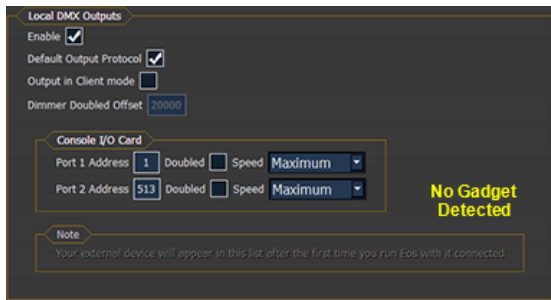 Local DMX Outputs
Enable
Default Output Protocol
Output in Client mode
Dimmer Doubled Offset 20000
Console I/O Card
Port 1 Address 1 Doubled Speed Maximum
Port 2 Address 513 Doubled Speed Maximum
No Gadget
Detected
Note
Your external device will appear in this list after the first time you run Eos with it connected